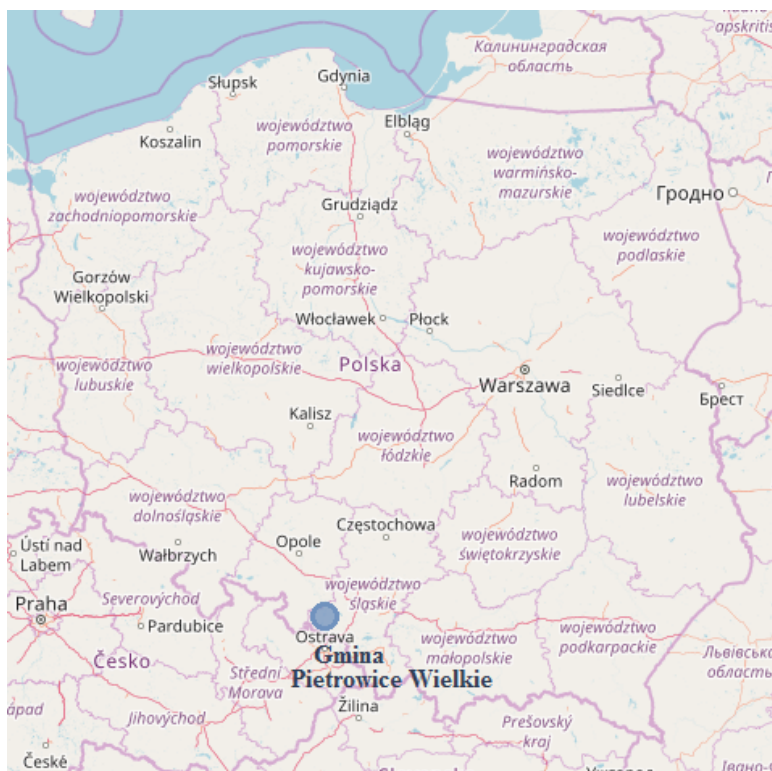 apskritis
Калининградская
область
Słupsk
Gdynia
Elbląg
Koszalin
województwo
pomorskie
województwo
warmińsko-
mazurskie
województwo
zachodniopomorskie
Гродно
Grudziądz
województwo
podlaskie
województwo
kujawsko-
pomorskie
Gorzów
Wielkopolski
Włocławek
Płock
województwo
wielkopolskie
województwo
lubuskie
Polska
Warszawa
Siedlce
Брест
Kalisz
województwo
łódzkie
Radom
województwo
lubelskie
województwo
dolnośląskie
Częstochowa
Opole
Wałbrzych
województwo
świętokrzyskie
Ústí nad
Labem
Severovýchod
województwo
śląskie
Praha
Pardubice
Ostrava
województwo
małopolskie
województwo
podkarpackie
Česko
Střední
Morava
Gmina
Pietrowice Wielkie
Львівська
область
Jihovýchod
Žilina
Prešovský
kraj
ápad
České